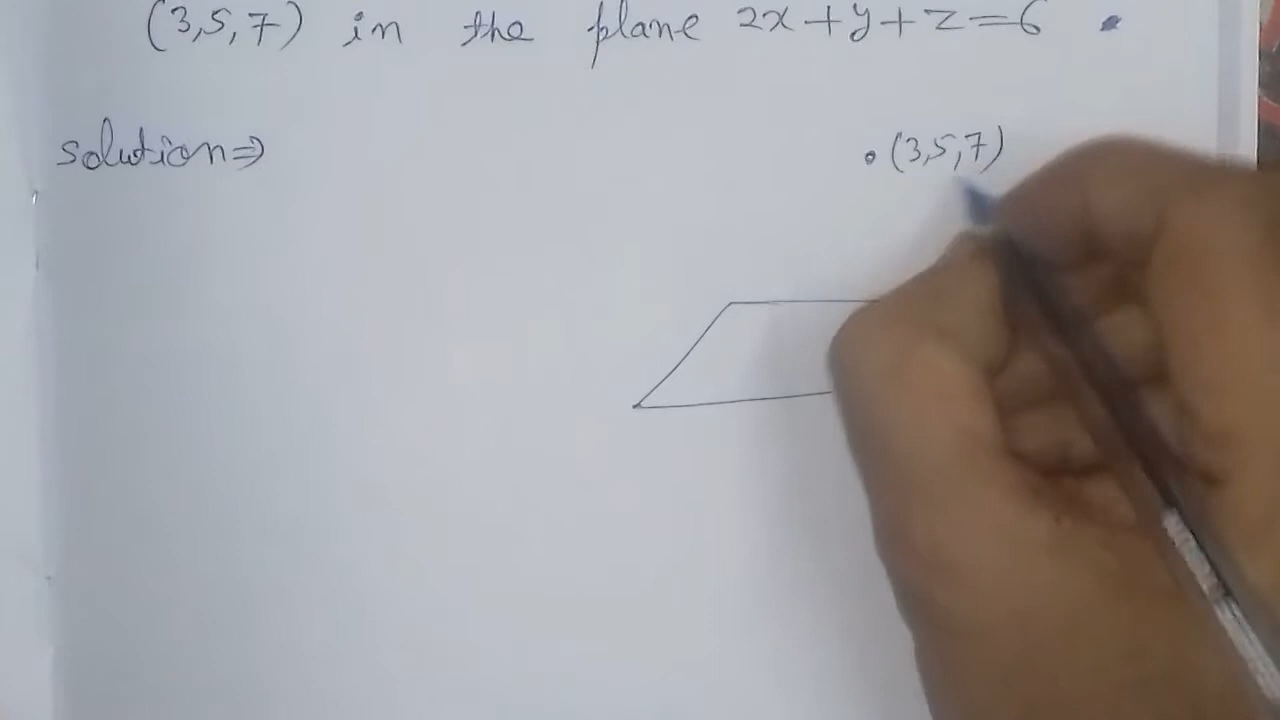 (3,5,7) in the plane 2x+y+z=6.
solution⇒
(3,5,7)